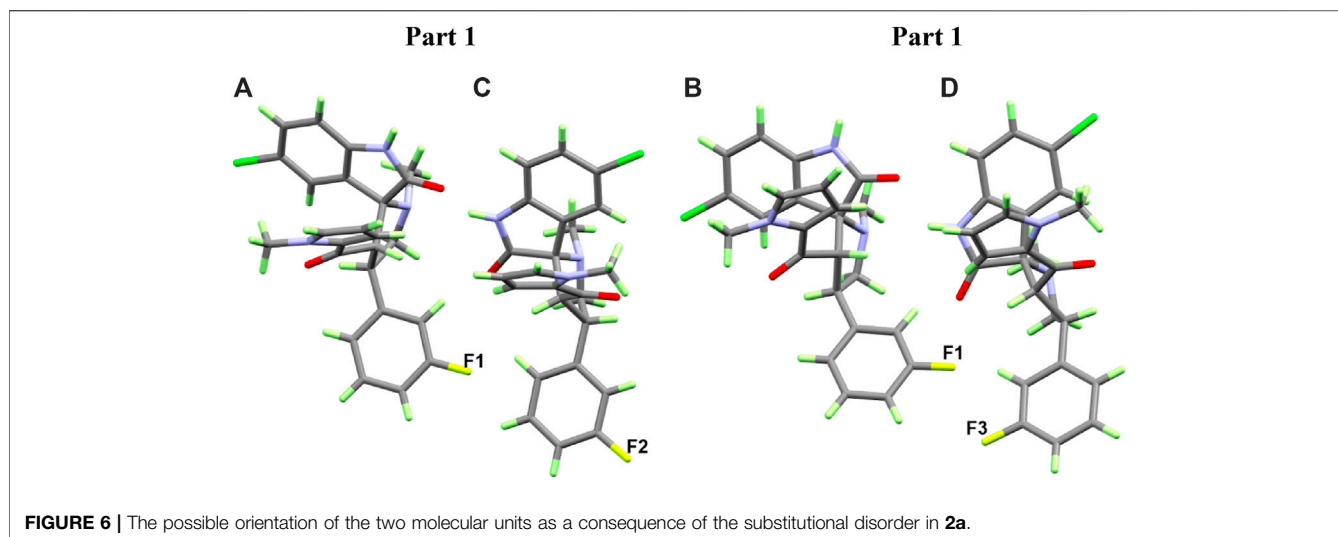 Part 1 Part 1
A C B D
F1 F1
F3
F2
FIGURE 6 | The possible orientation of the two molecular units as a consequence of the substitutional disorder in 2a.